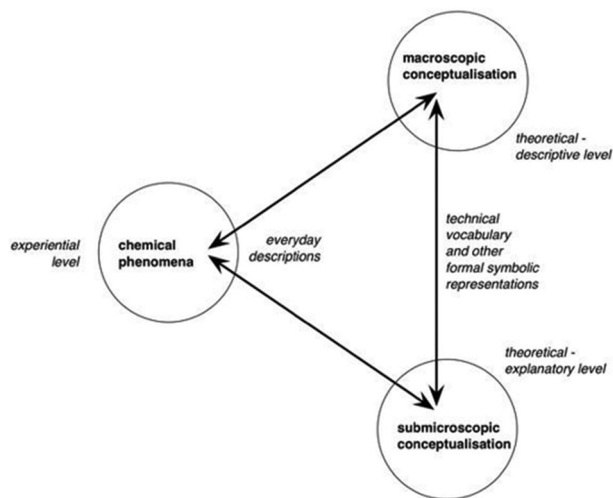 macroscopic
conceptualisation
theoretical -
descriptive level
experiential
level
chemical
phenomena
everyday
descriptions
technical
vocabulary
and other
formal symbolic
representations
theoretical -
explanatory level
submicroscopic
conceptualisation